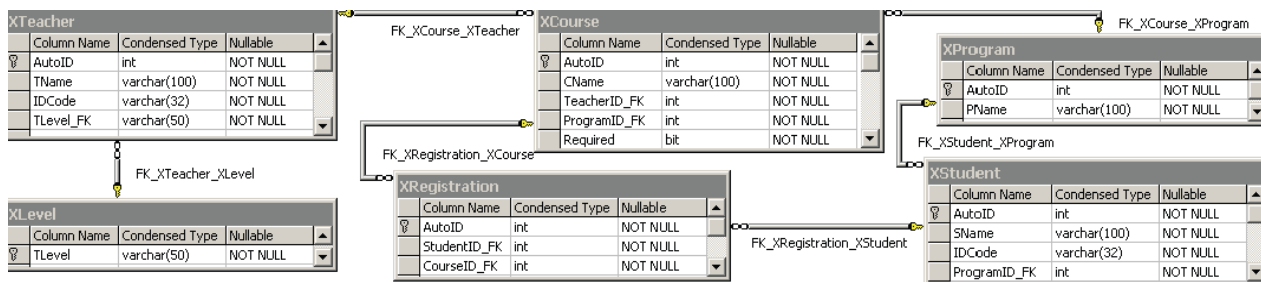 XTeacher
Column Name Condensed Type Nullable
AutoID int NOT NULL
TName varchar(100) NOT NULL
IDCode varchar(32) NOT NULL
TLevel_FK varchar(50) NOT NULL
FK_XCourse_XTeacher
XCourse
Column Name Condensed Type Nullable
AutoID int NOT NULL
CName varchar(100) NOT NULL
TeacherID_FK int NOT NULL
ProgramID_FK int NOT NULL
Required bit NOT NULL
FK_XCourse_XProgram
XProgram
Column Name Condensed Type Nullable
AutoID int NOT NULL
PName varchar(100) NOT NULL
FK_XTeacher_XLevel
FK_XRegistration_XCourse
FK_XStudent_XProgram
XLevel
Column Name Condensed Type Nullable
TLevel varchar(50) NOT NULL
XRegistration
Column Name Condensed Type Nullable
AutoID int NOT NULL
StudentID_FK int NOT NULL
CourseID_FK int NOT NULL
FK_XRegistration_XStudent
XStudent
Column Name Condensed Type Nullable
AutoID int NOT NULL
SName varchar(100) NOT NULL
IDCode varchar(32) NOT NULL
ProgramID_FK int NOT NULL